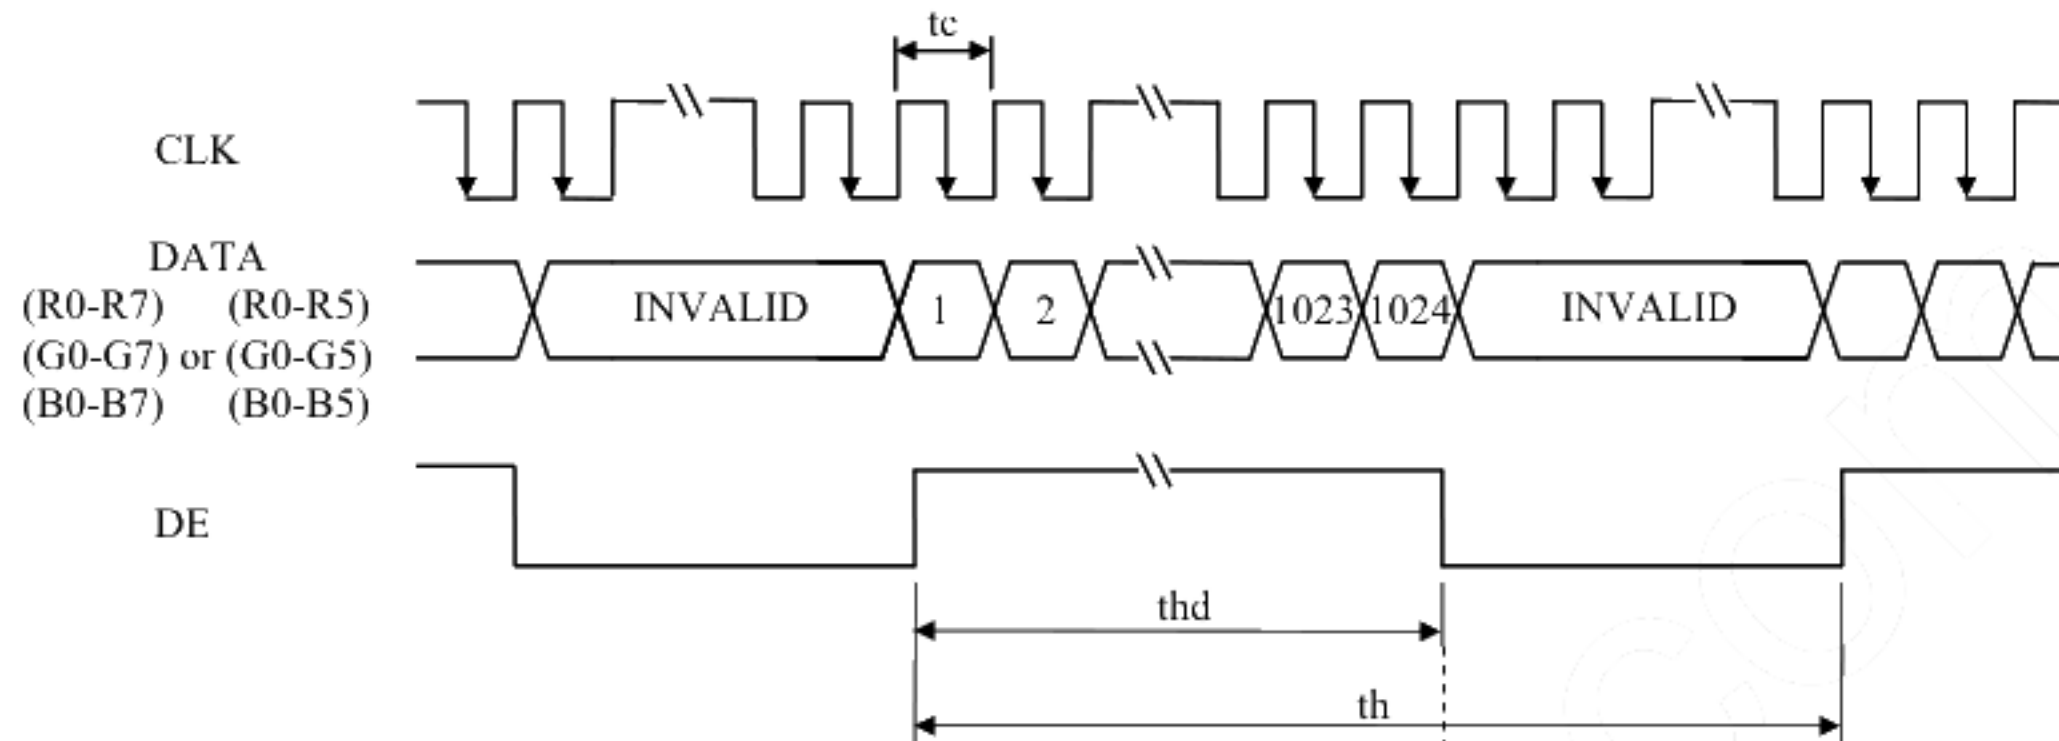 tc
CLK
DATA
(R0-R7) (R0-R5)
(G0-G7) or (G0-G5)
(B0-B7) (B0-B5)
INVALID 1 2 1023 1024 INVALID
DE
thd
th